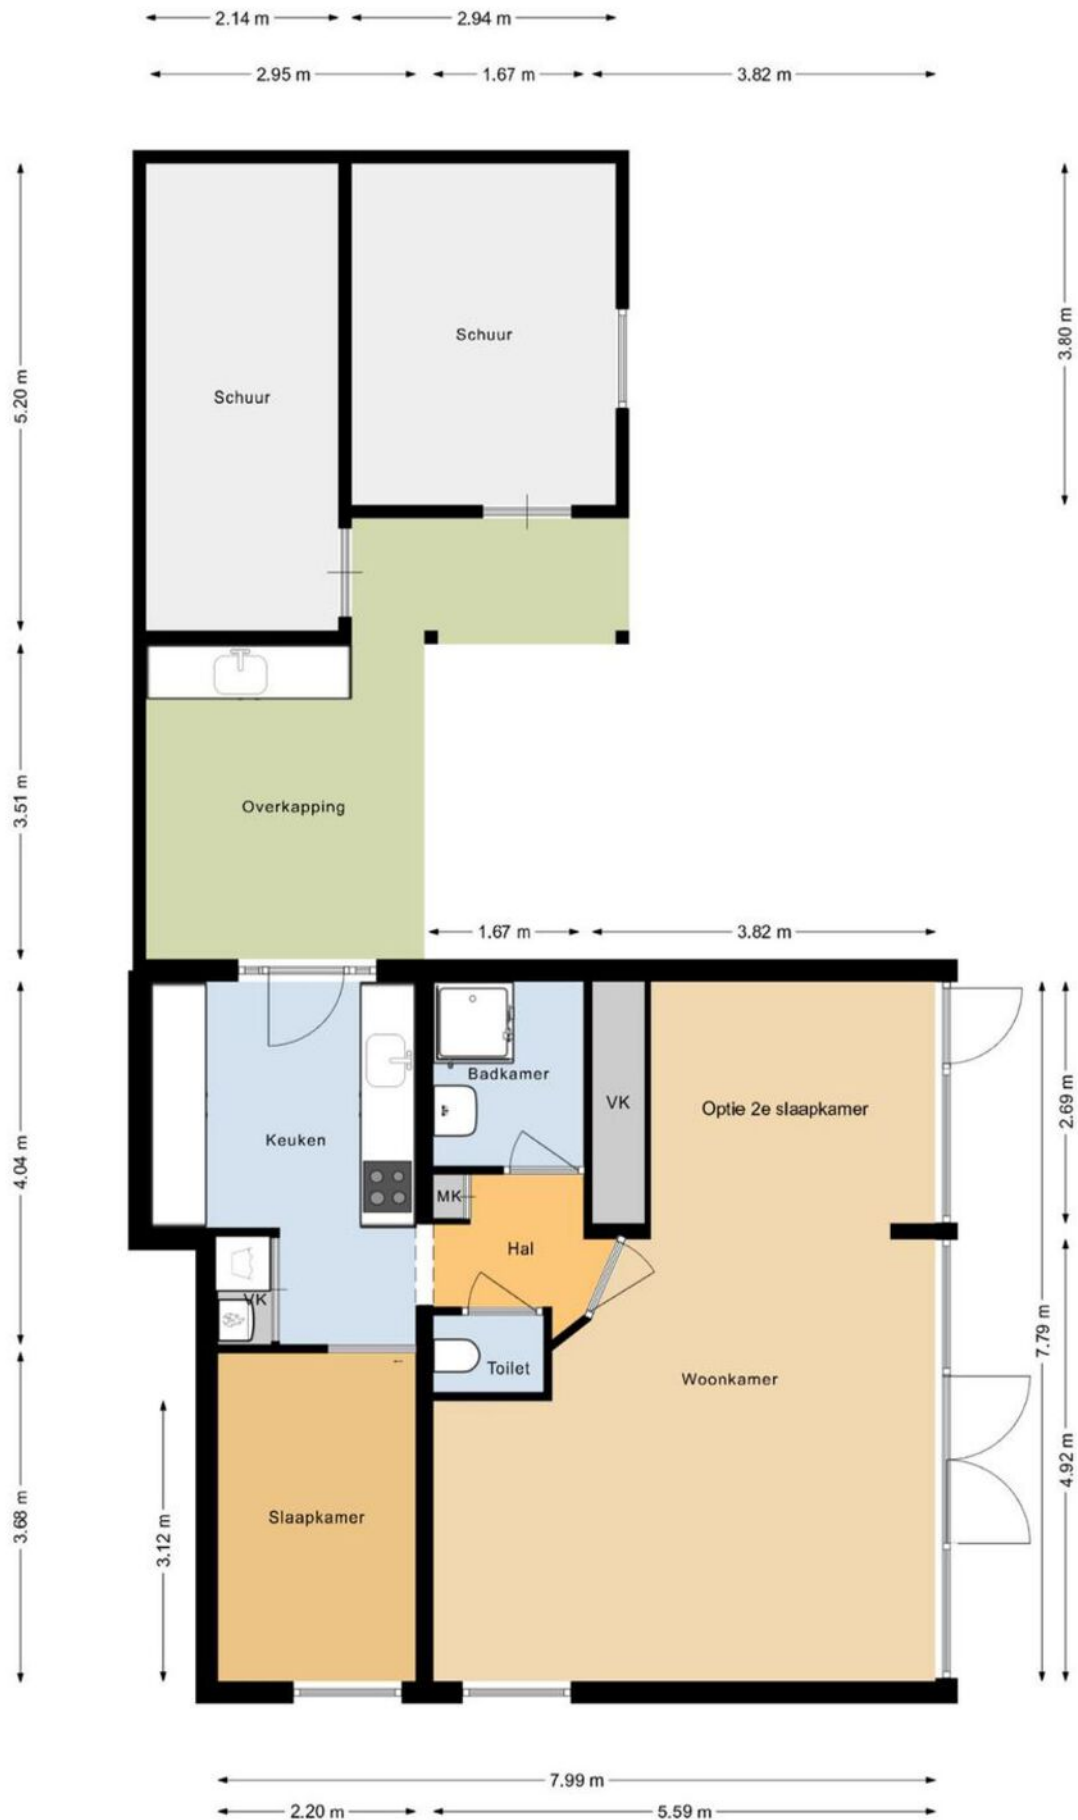 2.14 m 2.94 m
2.95 m 1.67 m 3.82 m
5.20 m
3.80 m
Schuur
Schuur
3.51 m
Overkapping
1.67 m 3.82 m
4.04 m
Keuken
Badkamer
VK
Optie 2e slaapkamer
2.69 m
MK
Hal
VK
Toilet
Woonkamer
7.79 m
4.92 m
3.68 m
3.12 m
Slaapkamer
7.99 m
2.20 m 5.59 m